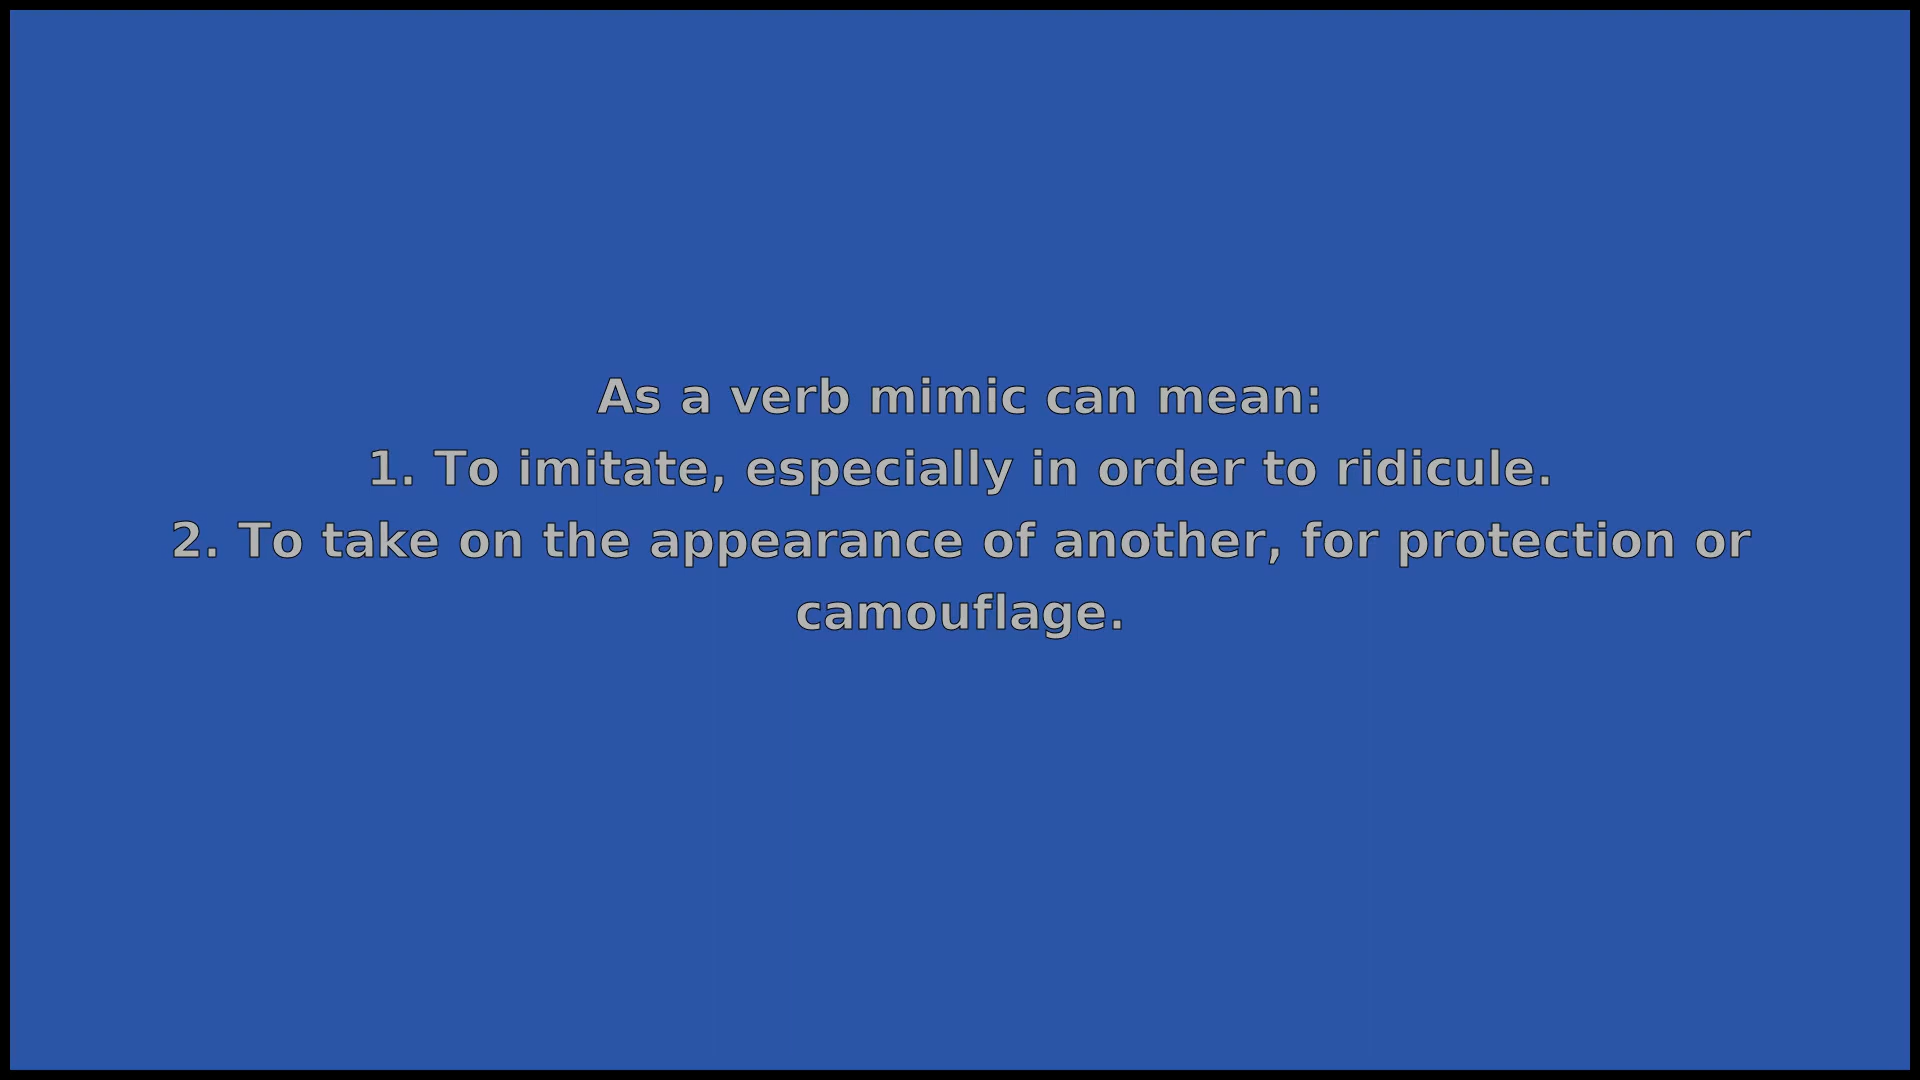 As a verb mimic can mean:
1. To imitate, especially in order to ridicule.
2. To take on the appearance of another, for protection or
camouflage.